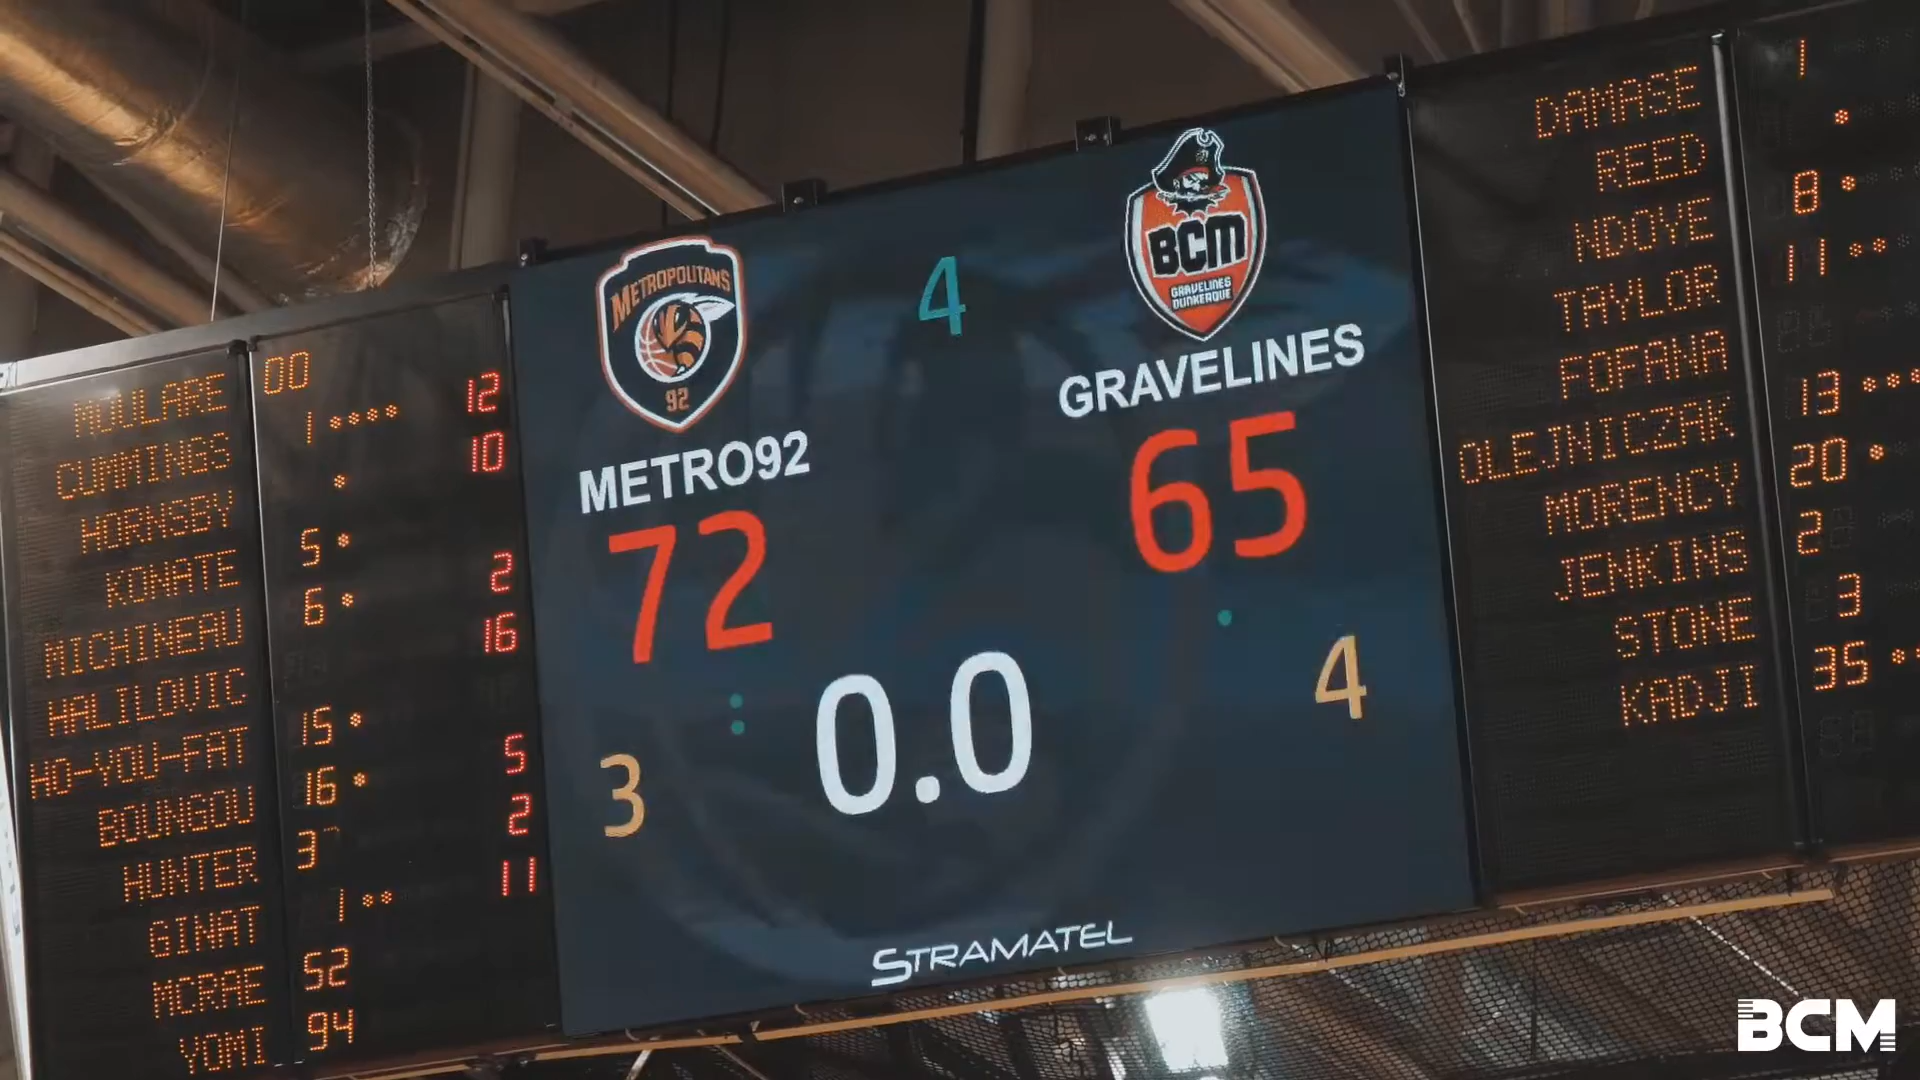 MOULARE 00 12
CUMMINGS 1 10
HORNSBY
KONATE 5 2
MICHINEAU 6 16
HALILOVIC
HO-YOU-FAT 15 5
BOUNGOU 16 2
HUNTER 3 11
GINAT 1
MCRAE 52
YOMI 94
METROPOLITANS
92
METRO92
72
3
4
0.0
BCM
GRAVELINES
DUNKERQUE
GRAVELINES
65
4
STRAMATEL
DAMASE 1
REED
NDOYE 8
TAYLOR 11
FOFANA
OLEJNICZAK 13
MORENCY 20
JENKINS 2
STONE 3
KADJI 35
BCM